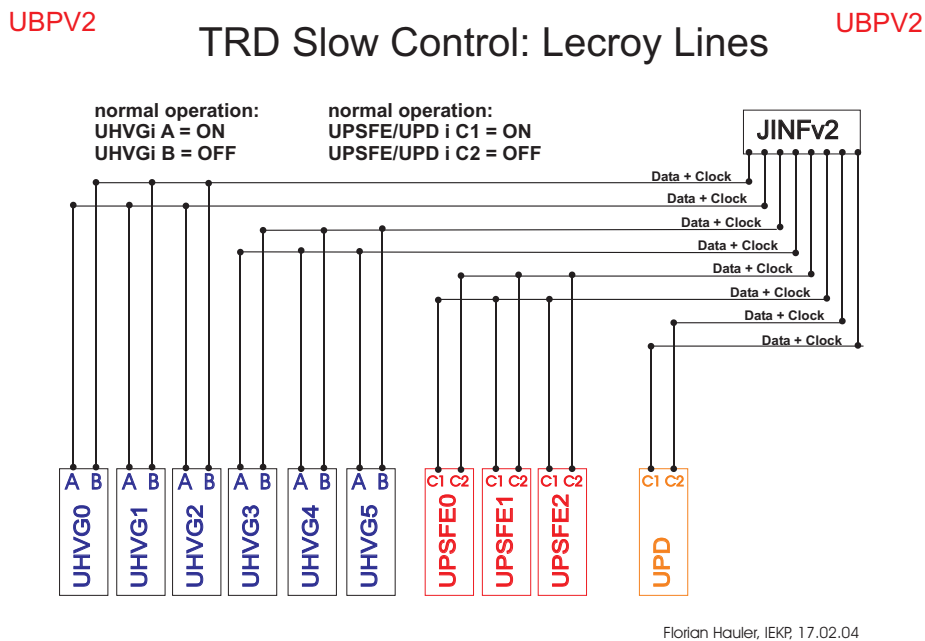 UBPV2
UBPV2
TRD Slow Control: Lecroy Lines
normal operation:
UHVGi A = ON
UHVGi B = OFF
normal operation:
UPSFE/UPD i C1 = ON
UPSFE/UPD i C2 = OFF
JINFv2
Data + Clock
Data + Clock
Data + Clock
Data + Clock
Data + Clock
Data + Clock
Data + Clock
Data + Clock
A B
UHVG0
A B
UHVG1
A B
UHVG2
A B
UHVG3
A B
UHVG4
A B
UHVG5
C1 C2
UPSFE0
C1 C2
UPSFE1
C1 C2
UPSFE2
C1 C2
UPD
Florian Hauler, IEKP, 17.02.04